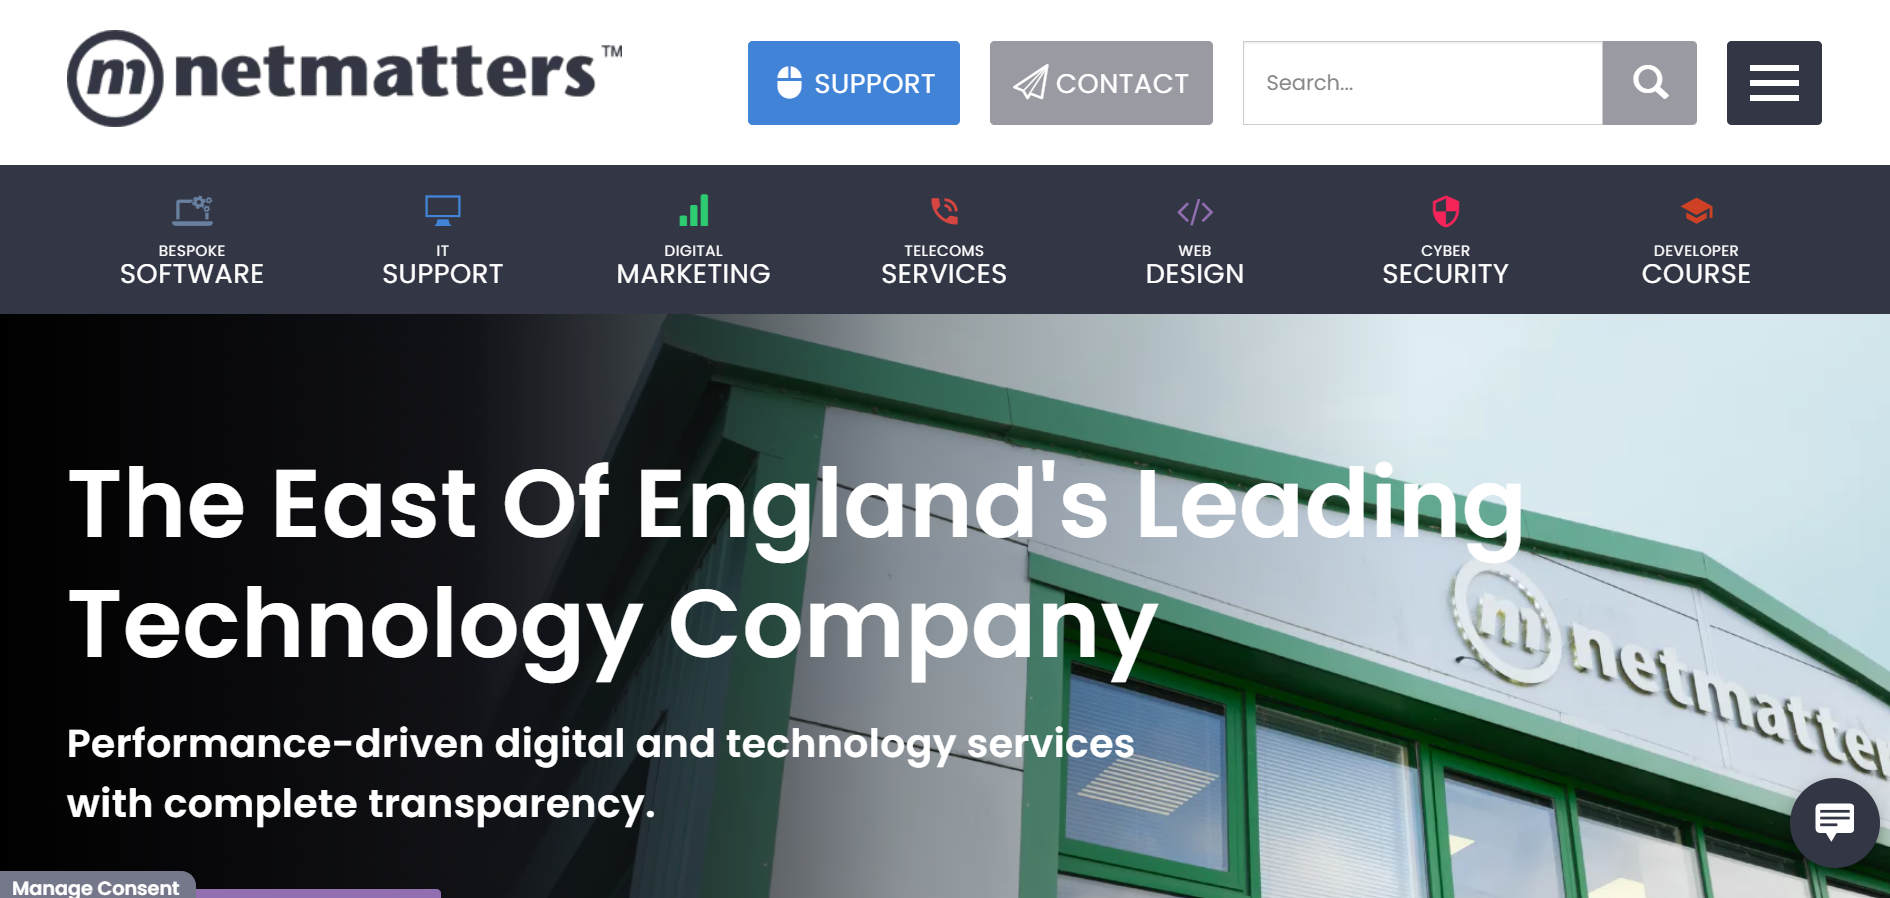 m netmatters™
SUPPORT
CONTACT
Search...
BESPOKE
SOFTWARE
IT
SUPPORT
DIGITAL
MARKETING
TELECOMS
SERVICES
WEB
DESIGN
CYBER
SECURITY
DEVELOPER
COURSE
The East Of England's Leading
Technology Company
m netmatter
Performance-driven digital and technology services
with complete transparency.
Manage Consent